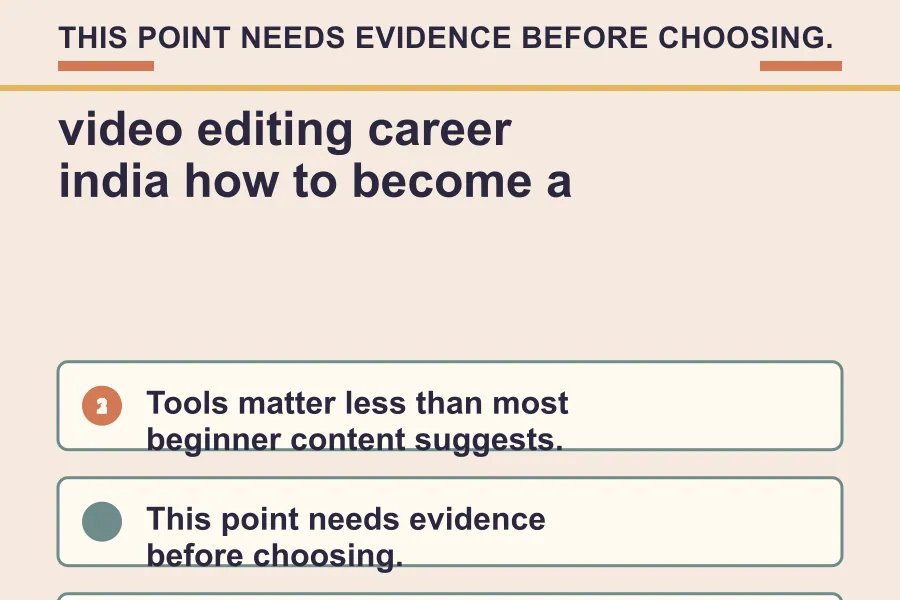 THIS POINT NEEDS EVIDENCE BEFORE CHOOSING.
video editing career
india how to become a
Tools matter less than most
beginner content suggests.
This point needs evidence
before choosing.